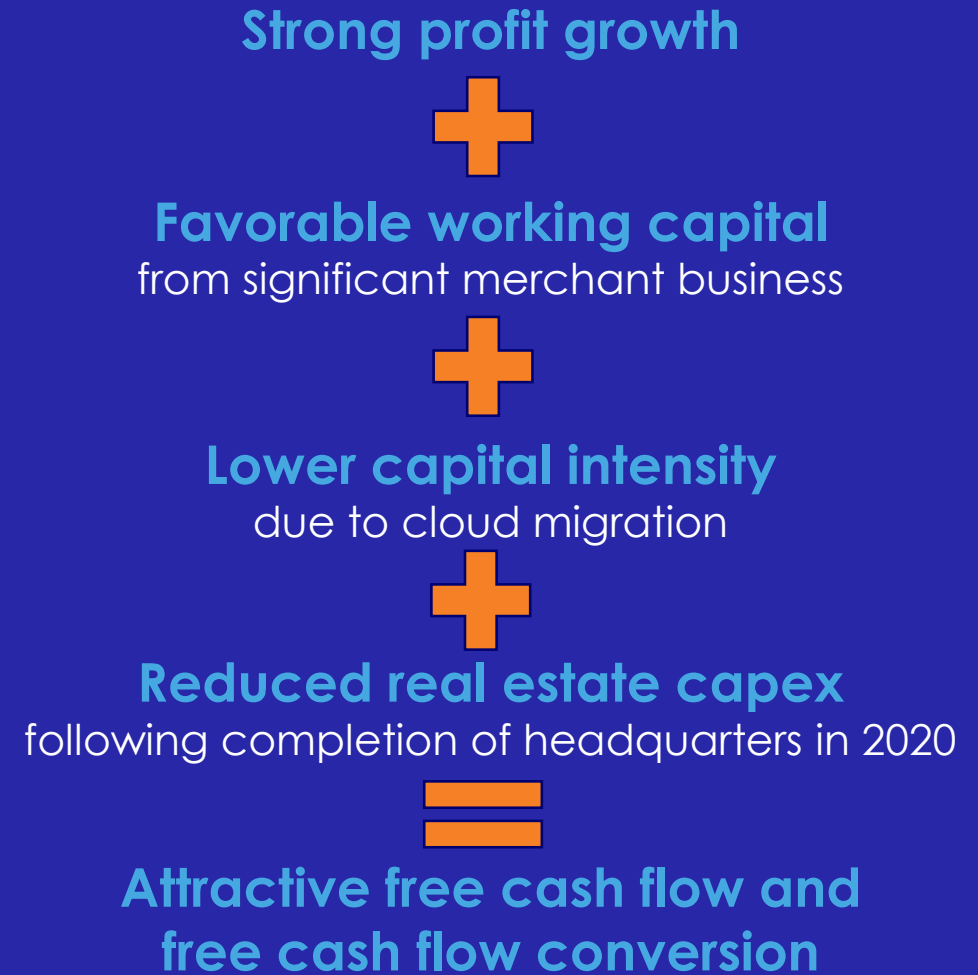 Strong profit growth
Favorable working capital
from significant merchant business
Lower capital intensity
due to cloud migration
Reduced real estate capex
following completion of headquarters in 2020
Attractive free cash flow and
free cash flow conversion